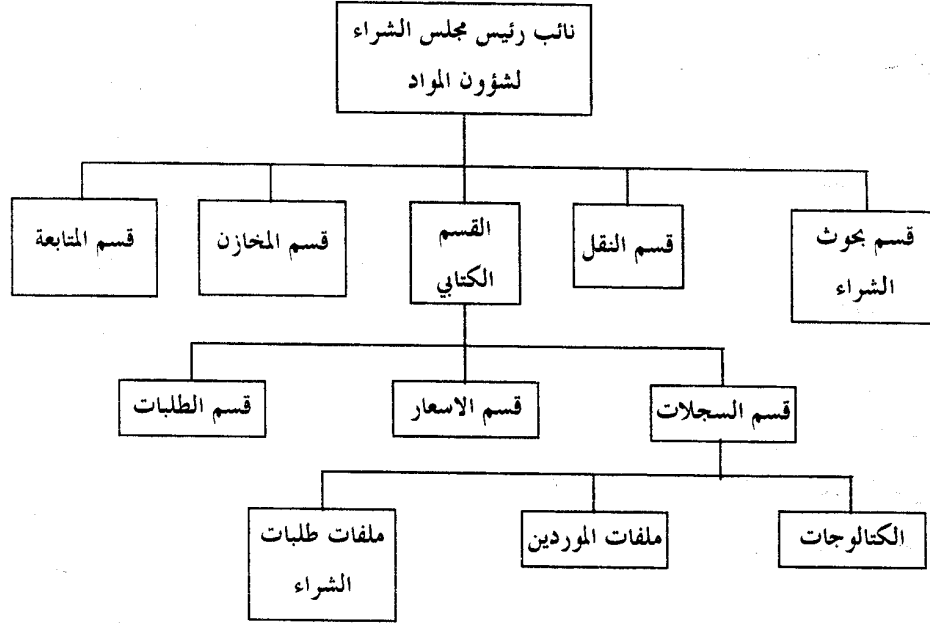 نائب رئيس مجلس الشراء
لشؤون المواد
قسم بحوث
الشراء
قسم النقل
القسم
الكتابي
قسم المخازن
قسم المتابعة
قسم السجلات
قسم الاسعار
قسم الطلبات
الكتالوجات
ملفات الموردين
ملفات طلبات
الشراء